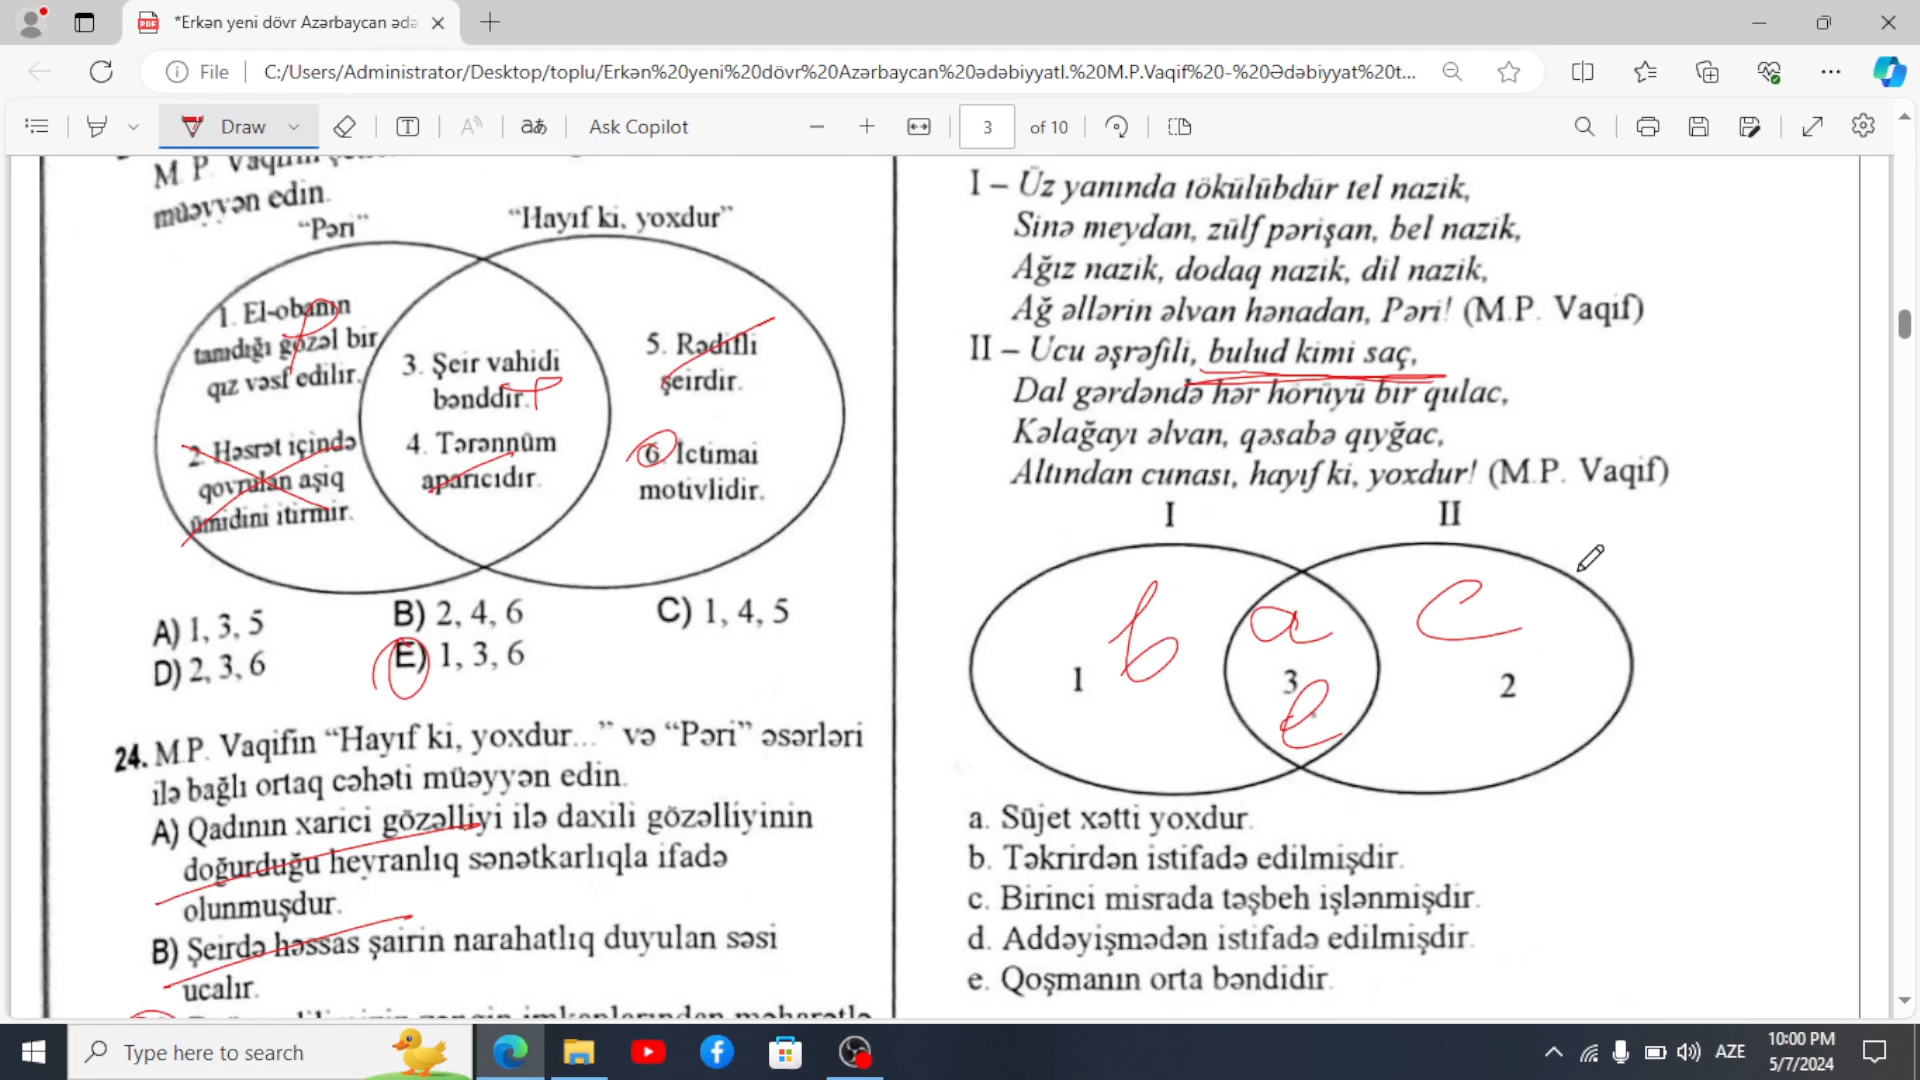 *Erkən yeni dövr Azərbaycan ədə
File
C:/Users/Administrator/Desktop/toplu/Erkən%20yeni%20dövr%20Azərbaycan%20ədəbiyyatI.%20M.P.Vaqif%20-%20Ədəbiyyat%20t...
Draw
Ask Copilot
3 of 10
müəyyən edin.
"Pəri"
"Hayıf ki, yoxdur"
1. El-obanın
tanıdığı gözəl bir
qız vəsf edilir.
2. Həsrət içində
qovrulan aşiq
ümidini itirmir.
3. Şeir vahidi
bənddir.
4. Tərənnüm
aparıcıdır.
5. Rədifli
şeirdir.
6. İctimai
motivlidir.
A) 1, 3, 5
B) 2, 4, 6
C) 1, 4, 5
D) 2, 3, 6
E) 1, 3, 6
24. M.P. Vaqifin "Hayıf ki, yoxdur..." və "Pəri" əsərləri
ilə bağlı ortaq cəhəti müəyyən edin.
A) Qadının xarici gözəlliyi ilə daxili gözəlliyinin
doğurduğu heyranlıq sənətkarlıqla ifadə
olunmuşdur.
B) Şeirdə həssas şairin narahatlıq duyulan səsi
ucalır.
I – Üz yanında tökülübdür tel nazik,
Sinə meydan, zülf pərişan, bel nazik,
Ağız nazik, dodaq nazik, dil nazik,
Ağ əllərin əlvan hənadan, Pəri! (M.P. Vaqif)
II – Ucu əşrəfili, bulud kimi saç,
Dal gərdəndə hər hörüyü bir qulac,
Kəlağayı əlvan, qəsabə qıyğac,
Altından cunası, hayıf ki, yoxdur! (M.P. Vaqif)
I
II
b
a
c
1
3
2
e
a. Süjet xətti yoxdur.
b. Təkrirdən istifadə edilmişdir.
c. Birinci misrada təşbeh işlənmişdir.
d. Addəyişmədən istifadə edilmişdir.
e. Qoşmanın orta bəndidir.
Type here to search
AZE
10:00 PM
5/7/2024